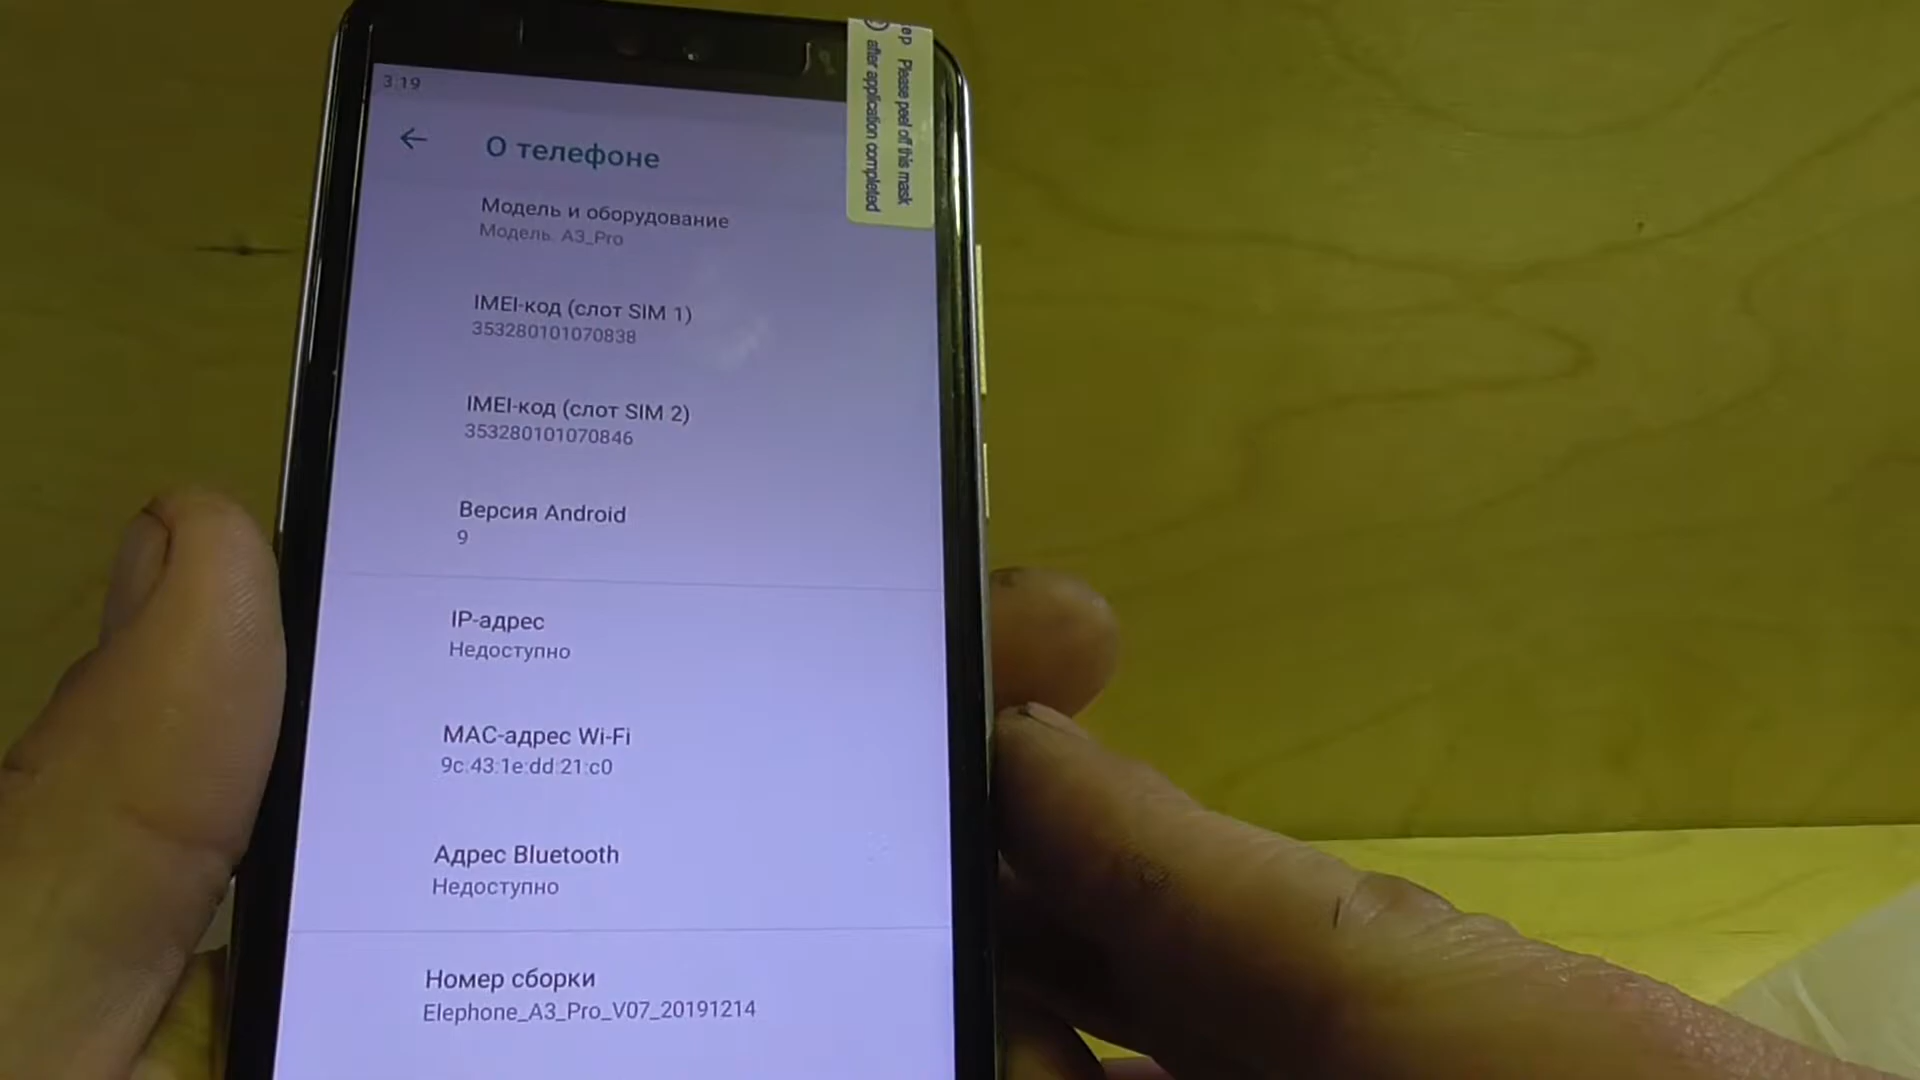 3:19
О телефоне
Please peel off this mask
after application completed
Модель и оборудование
Модель: A3_Pro
IMEI-код (слот SIM 1)
353280101070838
IMEI-код (слот SIM 2)
353280101070846
Версия Android
9
IP-адрес
Недоступно
MAC-адрес Wi-Fi
9c:43:1e:dd:21:c0
Адрес Bluetooth
Недоступно
Номер сборки
Elephone_A3_Pro_V07_20191214